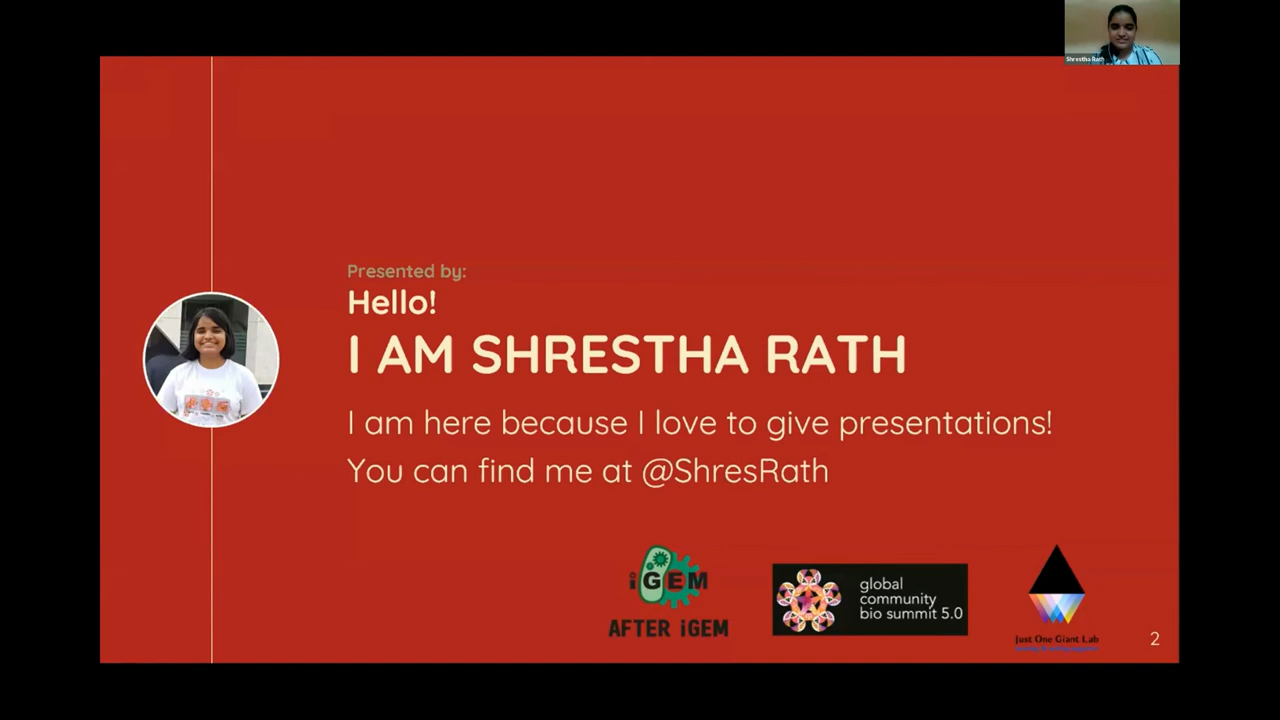 Shrestha Rath
Presented by:
Hello!
I AM SHRESTHA RATH
I am here because I love to give presentations!
You can find me at @ShresRath
iGEM
AFTER iGEM
global
community
bio summit 5.0
Just One Giant Lab
2